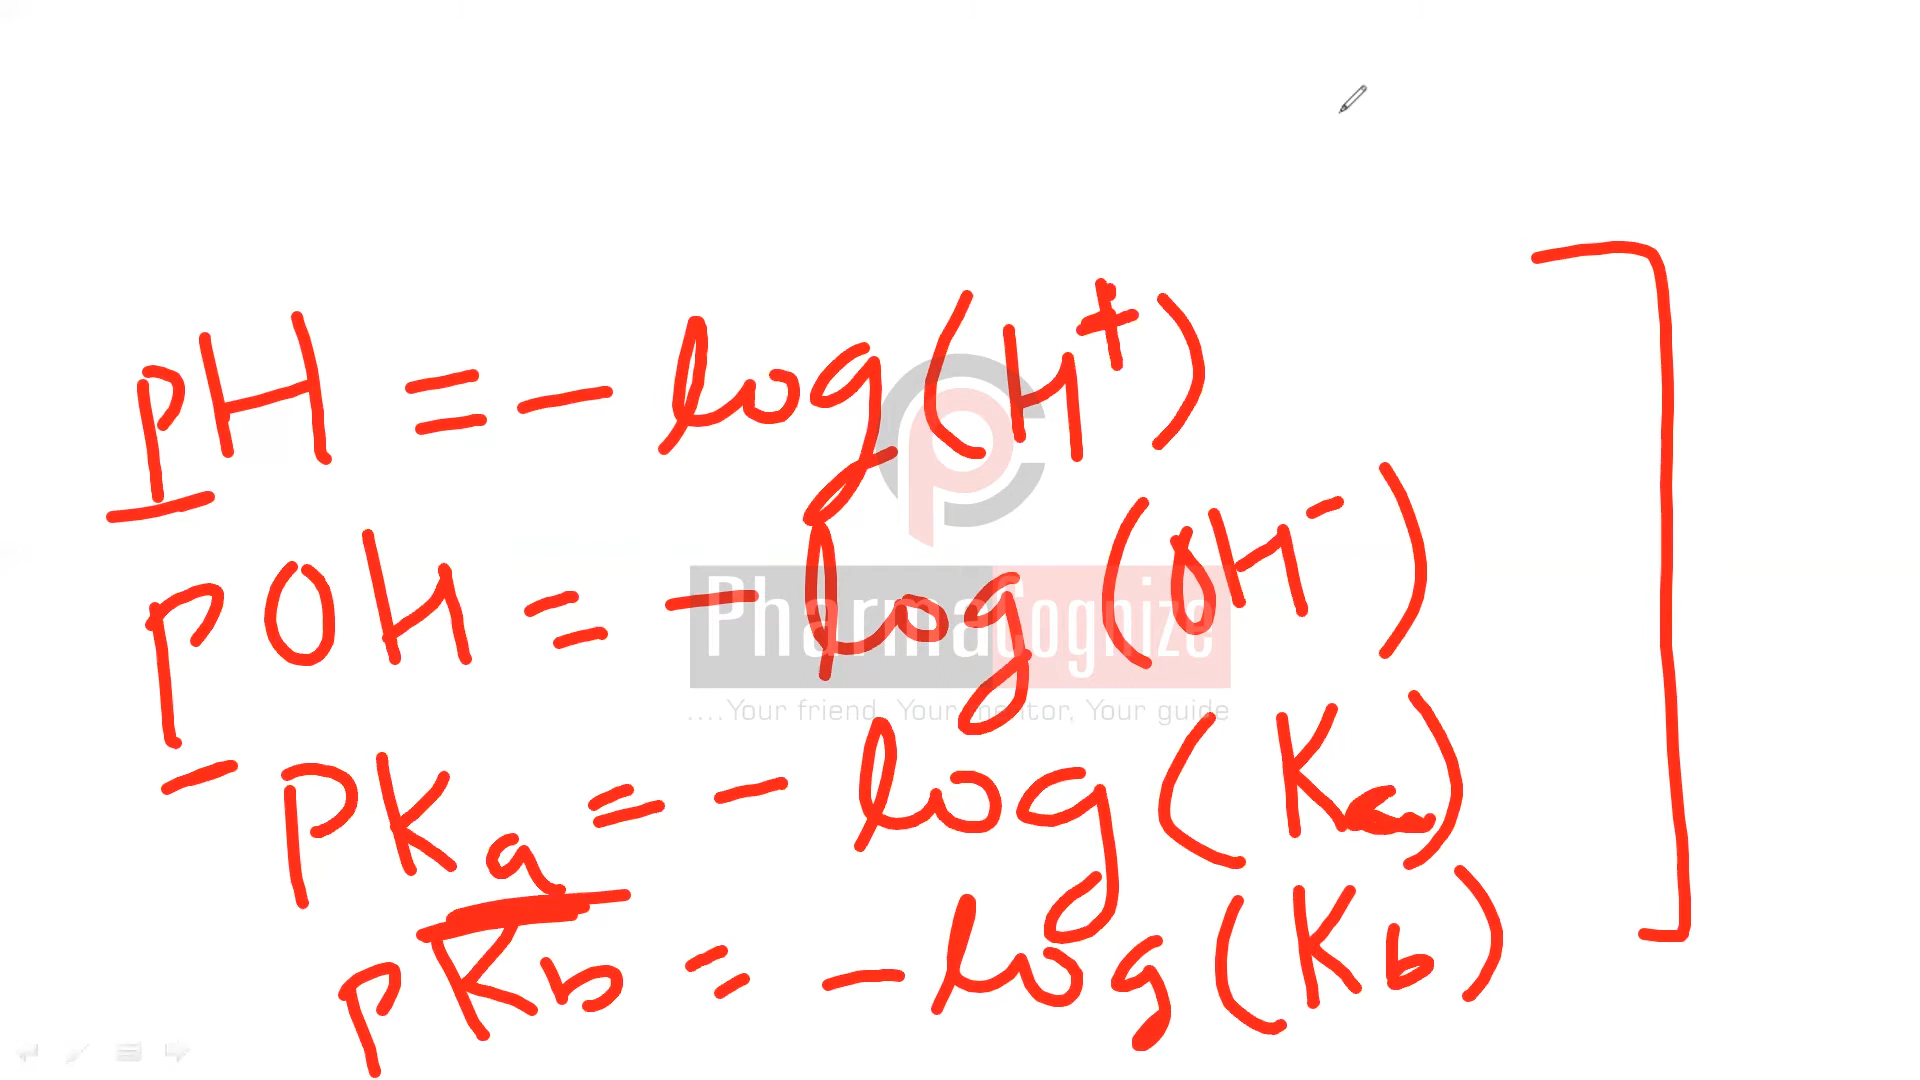 pH = - log (H⁺)
pOH = - log (OH⁻)
PharmaCognize
....Your friend, Your mentor, Your guide
pKa = - log (Ka)
pKb = - log (Kb)